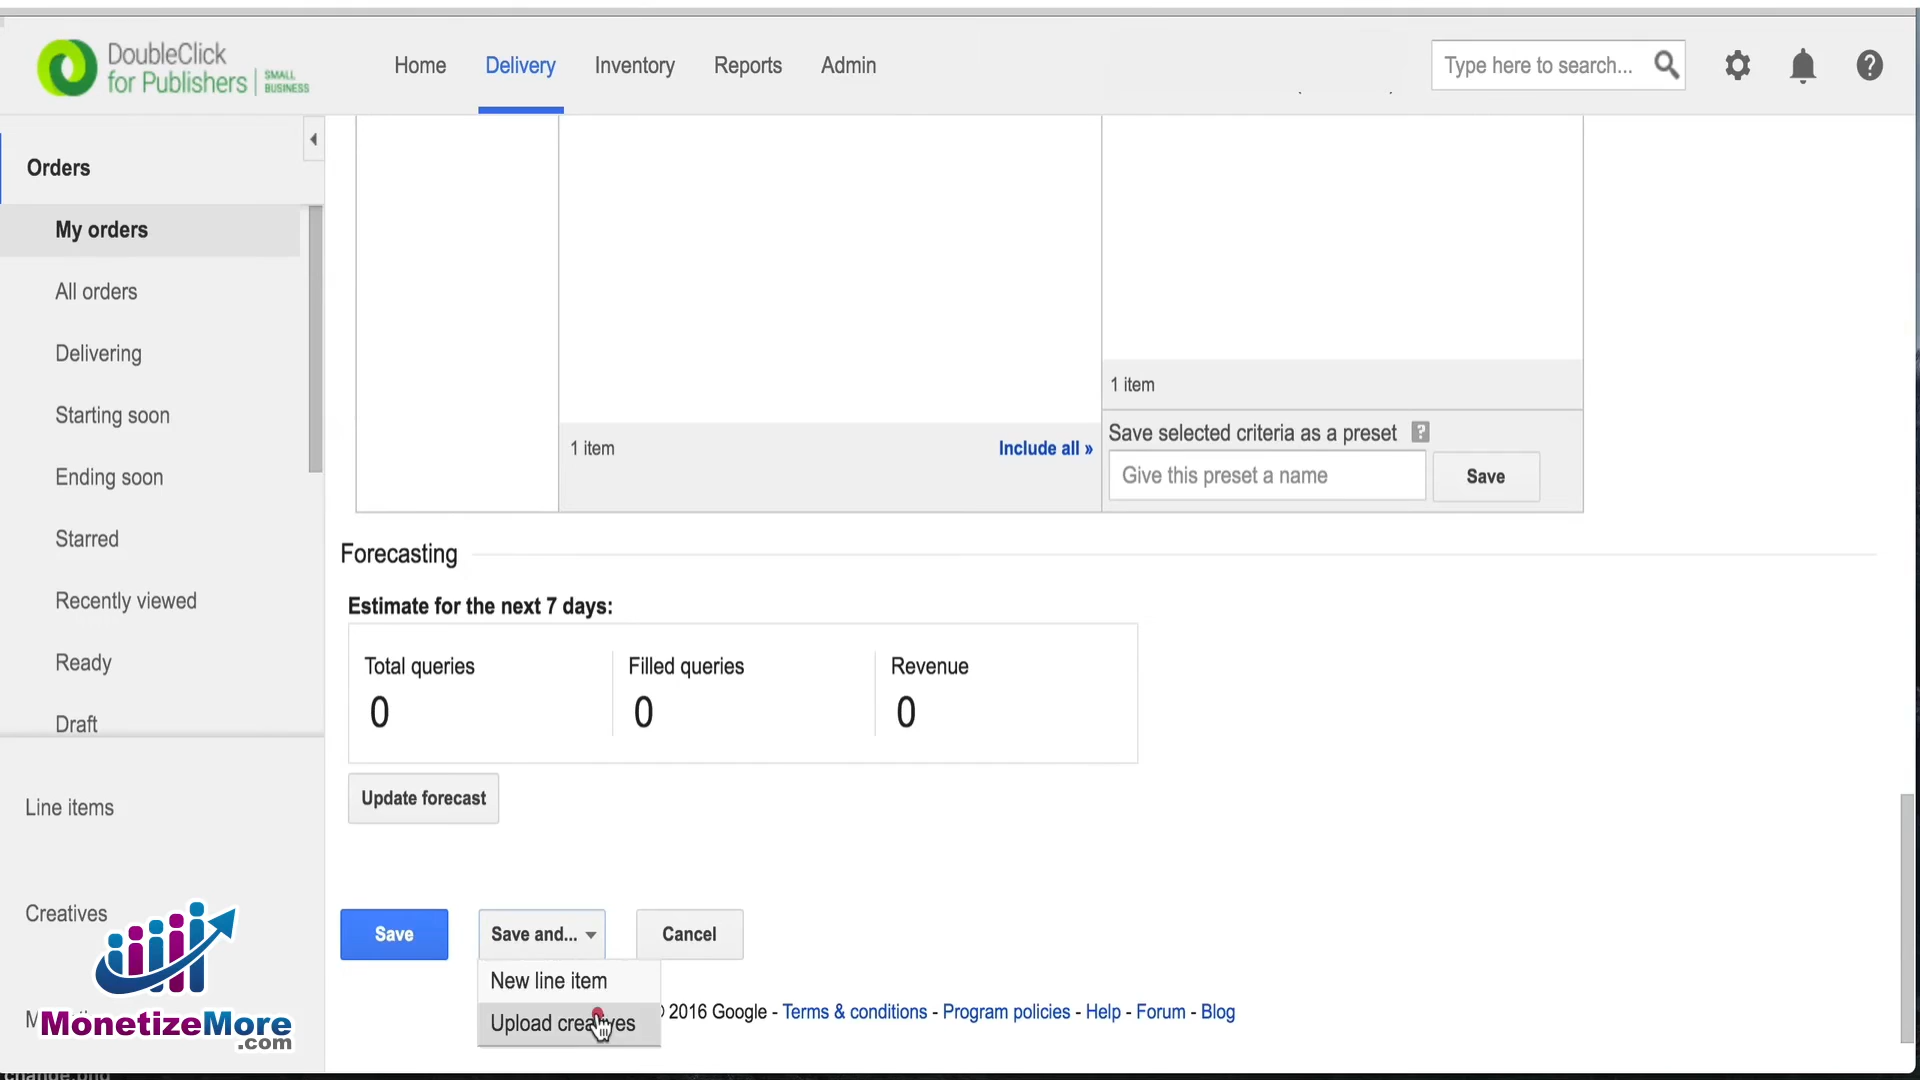 DoubleClick
for Publishers | SMALL BUSINESS
Home
Delivery
Inventory
Reports
Admin
Type here to search...
Orders
My orders
All orders
Delivering
Starting soon
Ending soon
Starred
Recently viewed
Ready
Draft
Line items
Creatives
MonetizeMore
.com
1 item
Include all »
1 item
Save selected criteria as a preset ?
Give this preset a name
Save
Forecasting
Estimate for the next 7 days:
Total queries
0
Filled queries
0
Revenue
0
Update forecast
Save
Save and...
Cancel
New line item
Upload creatives
2016 Google - Terms & conditions - Program policies - Help - Forum - Blog